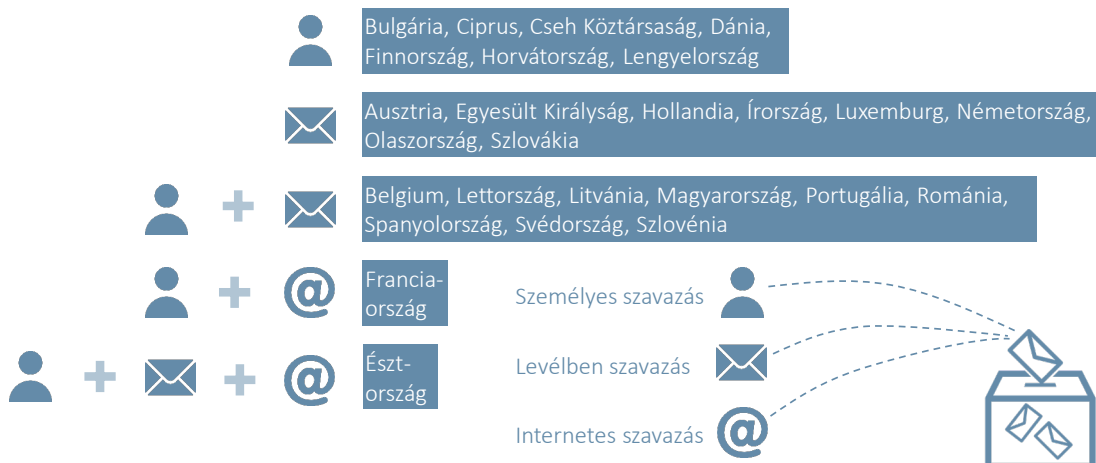 Bulgária, Ciprus, Cseh Köztársaság, Dánia,
Finnország, Horvátország, Lengyelország
Ausztria, Egyesült Királyság, Hollandia, Írország, Luxemburg, Németország,
Olaszország, Szlovákia
Belgium, Lettország, Litvánia, Magyarország, Portugália, Románia,
Spanyolország, Svédország, Szlovénia
Francia-
ország
Észt-
ország
Személyes szavazás
Levélben szavazás
Internetes szavazás